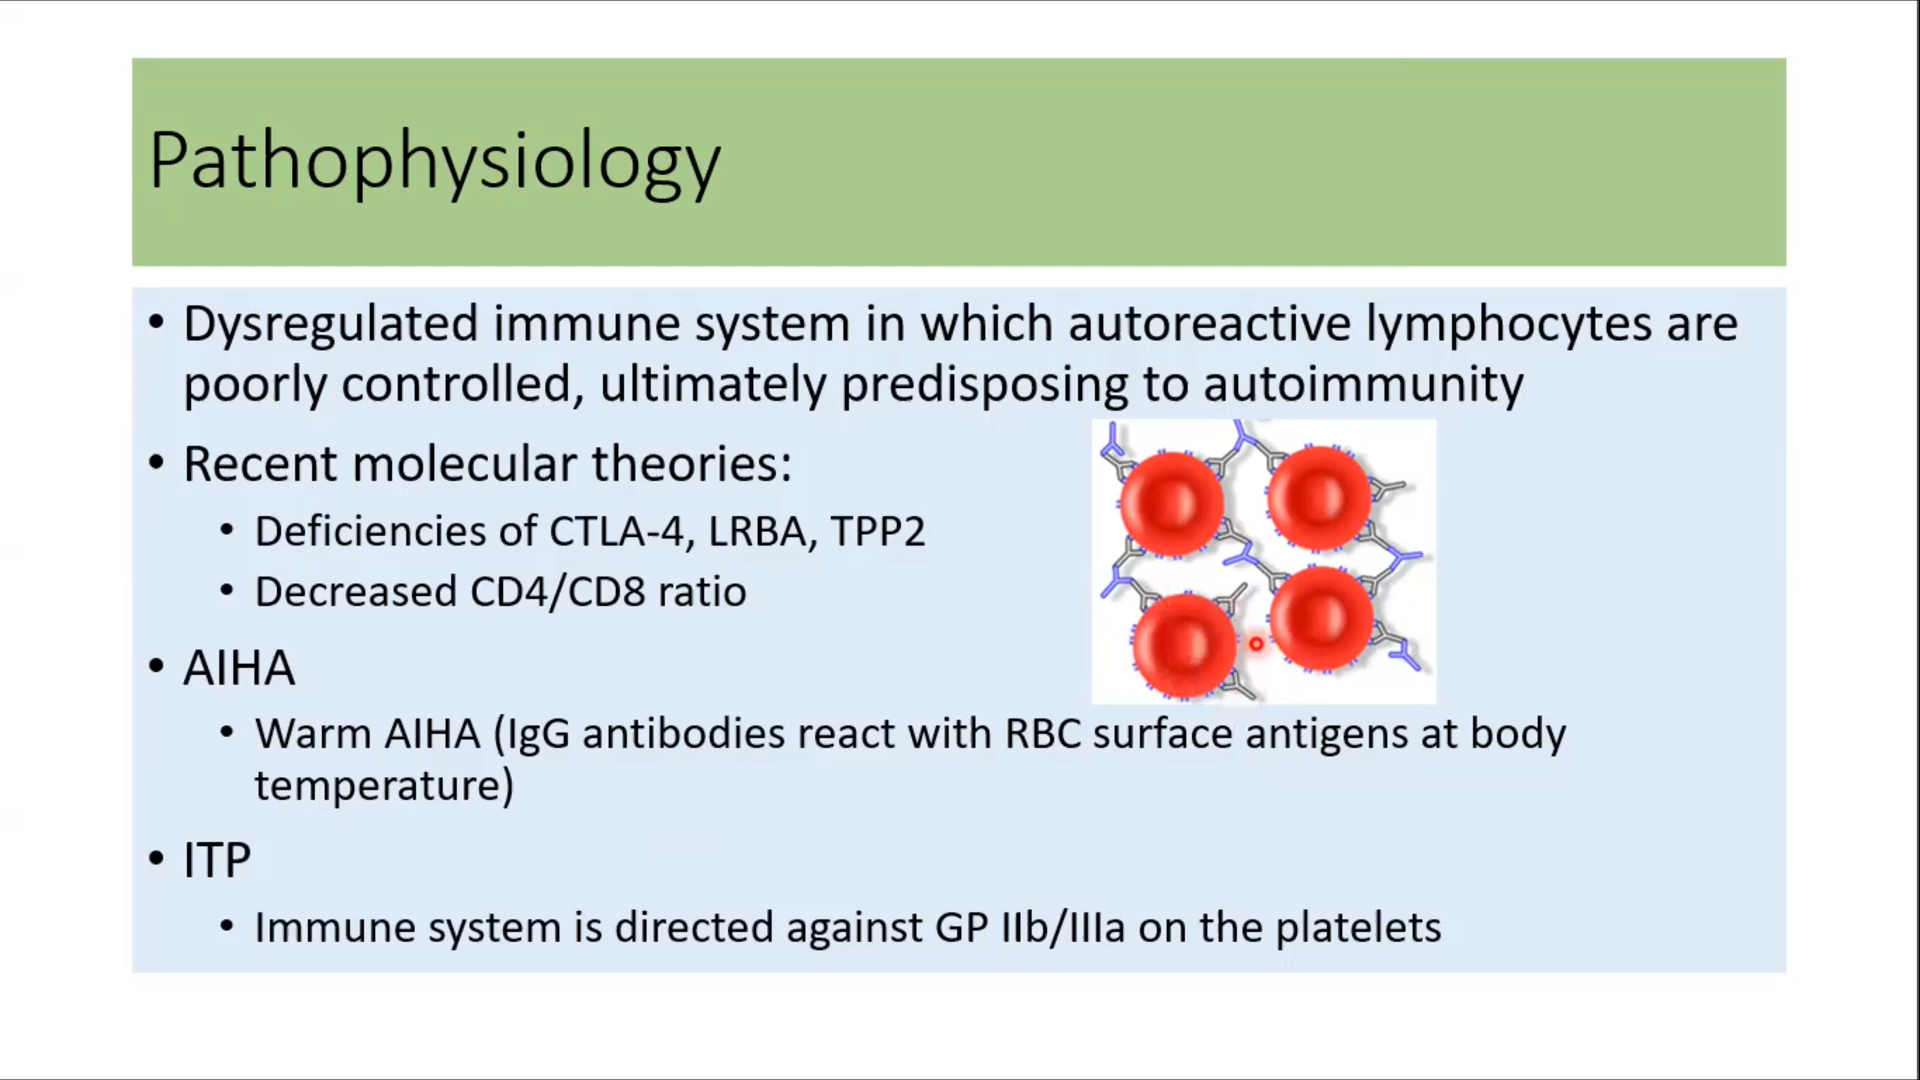 Pathophysiology
• Dysregulated immune system in which autoreactive lymphocytes are
poorly controlled, ultimately predisposing to autoimmunity
• Recent molecular theories:
• Deficiencies of CTLA-4, LRBA, TPP2
• Decreased CD4/CD8 ratio
• AIHA
• Warm AIHA (IgG antibodies react with RBC surface antigens at body
temperature)
• ITP
• Immune system is directed against GP IIb/IIIa on the platelets